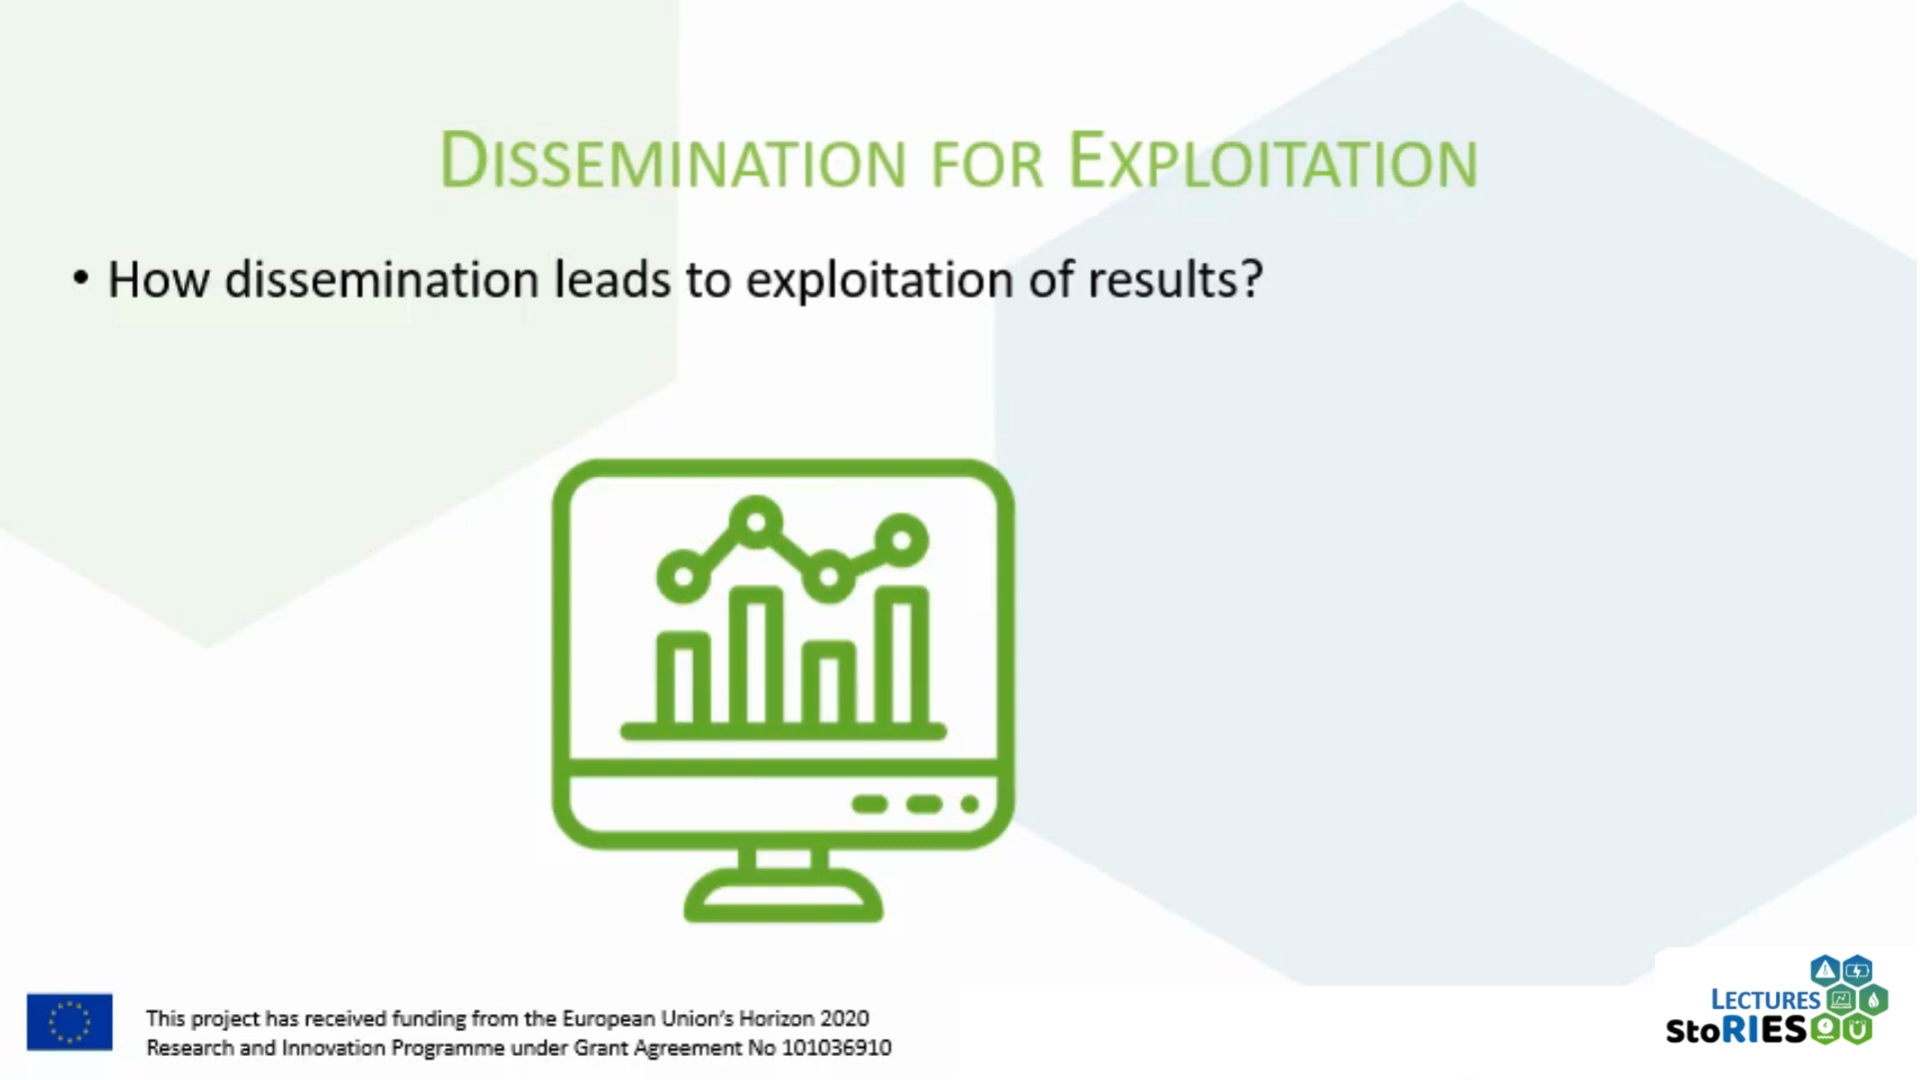 DISSEMINATION FOR EXPLOITATION
• How dissemination leads to exploitation of results?
This project has received funding from the European Union's Horizon 2020
Research and Innovation Programme under Grant Agreement No 101036910
LECTURES
StoRIES